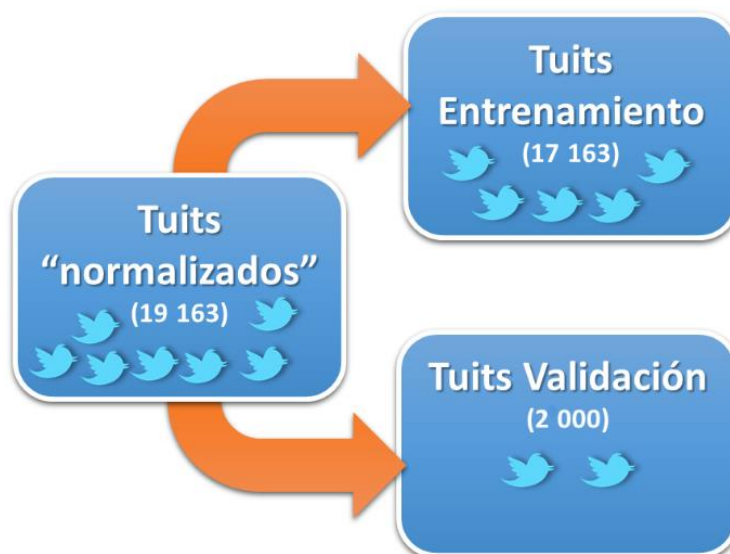 Tuits
Entrenamiento
(17 163)
Tuits
“normalizados”
(19 163)
Tuits Validación
(2 000)